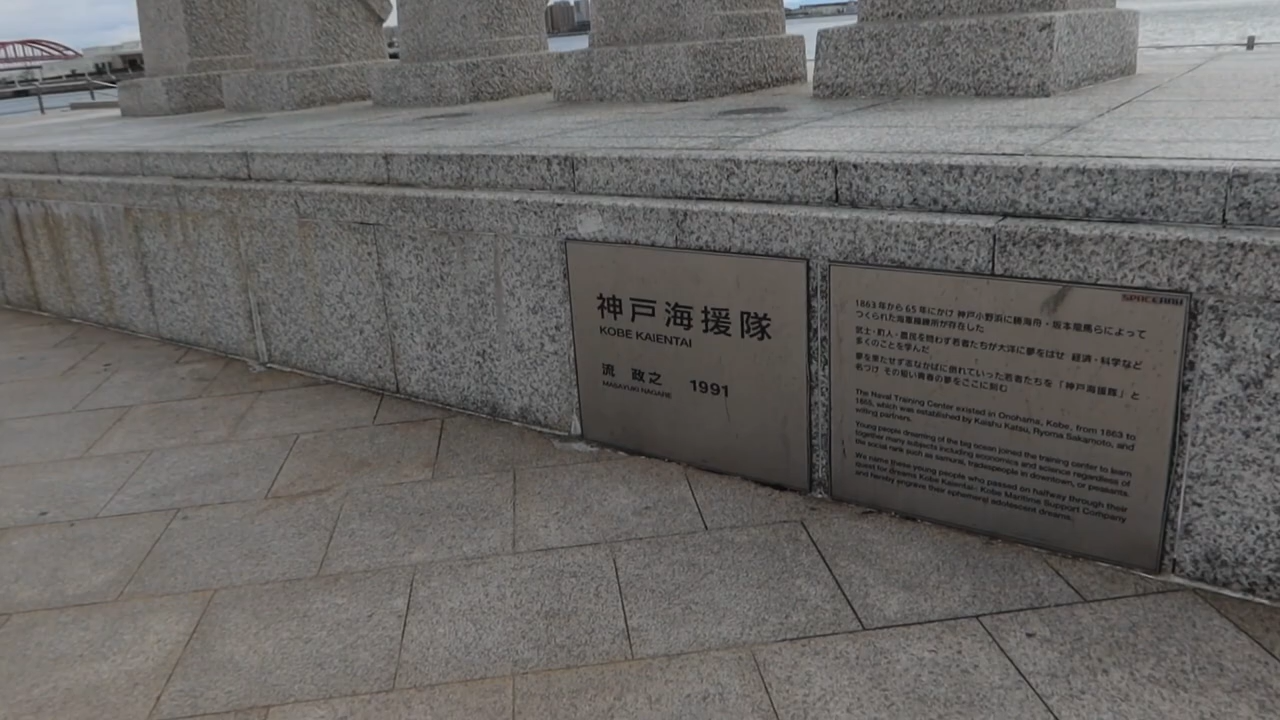 神戸海援隊
KOBE KAIENTAI
流 政之 1991
MASAYUKI NAGARE
1863年から65年にかけ 神戸小野浜に勝海舟・坂本龍馬らによって
つくられた海軍操練所が存在した
武士・町人・農民を問わず若者たちが大洋に夢をはせ 経済・科学など
多くのことを学んだ
夢を果たせず志なかばに倒れていった若者たちを「神戸海援隊」と
名づけ その短い青春の夢をここに刻む
The Naval Training Center existed in Onohama, Kobe, from 1863 to
1865, which was established by Kaishu Katsu, Ryoma Sakamoto, and
willing partners.
Young people dreaming of the big ocean joined the training center to learn
together many subjects including economics and science regardless of
the social rank such as samurai, tradespeople in downtown, or peasants.
We name these young people who passed on halfway through their
quest for dreams Kobe Kaientai: Kobe Maritime Support Company
and hereby engrave their ephemeral adolescent dreams.